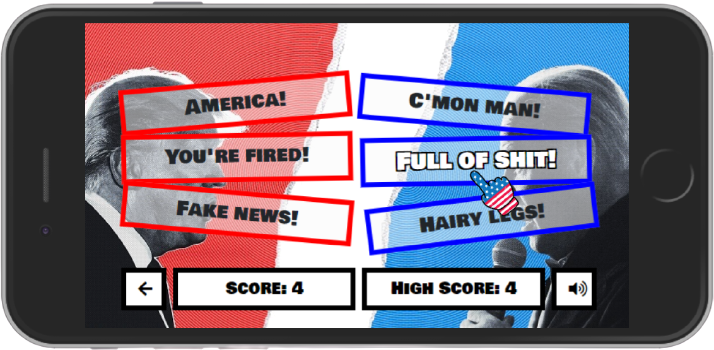 America!
C'mon man!
You're fired!
Full of shit!
Fake news!
Hairy Legs!
Score: 4
High Score: 4